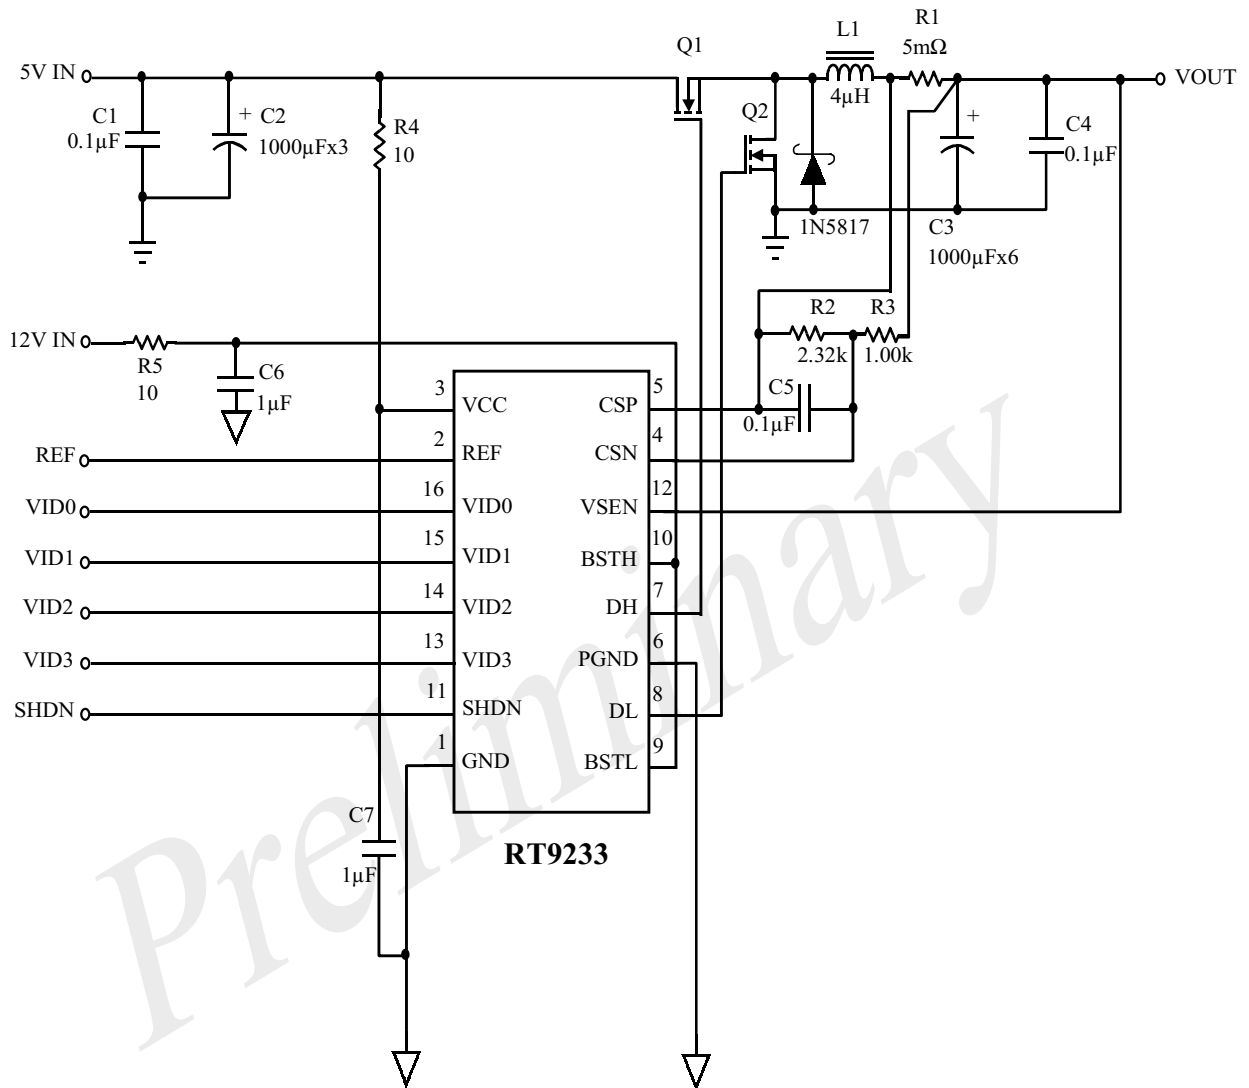 R1
L1
5mΩ
Q1
5V IN
VOUT
4µH
Q2
C1
0.1µF
+
C2
1000µFx3
R4
10
+
C4
0.1µF
1N5817
C3
1000µFx6
R2
R3
12V IN
2.32k
1.00k
R5
10
C6
1µF
3
VCC
CSP
5
C5
0.1µF
REF
2
REF
CSN
4
VID0
16
VID0
VSEN
12
VID1
15
VID1
BSTH
10
VID2
14
VID2
DH
7
VID3
13
VID3
PGND
6
SHDN
11
SHDN
DL
8
1
GND
BSTL
9
C7
1µF
RT9233
Preliminary